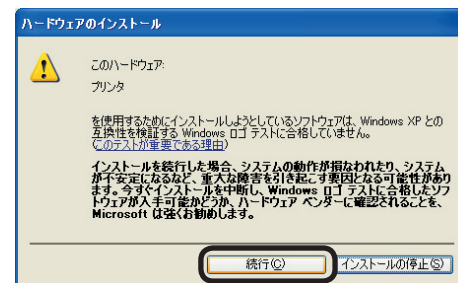 ハードウェアのインストール
このハードウェア:
プリンタ
を使用するためにインストールしようとしているソフトウェアは、Windows XP との
互換性を検証する Windows ロゴ テストに合格していません。
(このテストが重要である理由)
インストールを続行した場合、システムの動作が損なわれたり、システム
が不安定になるなど、重大な障害を引き起こす要因となる可能性があり
ます。今すぐインストールを中断し、Windows ロゴ テストに合格したソフ
トウェアが入手可能かどうか、ハードウェア ベンダーに確認されることを、
Microsoft は強くお勧めします。
続行(C)
インストールの停止(S)